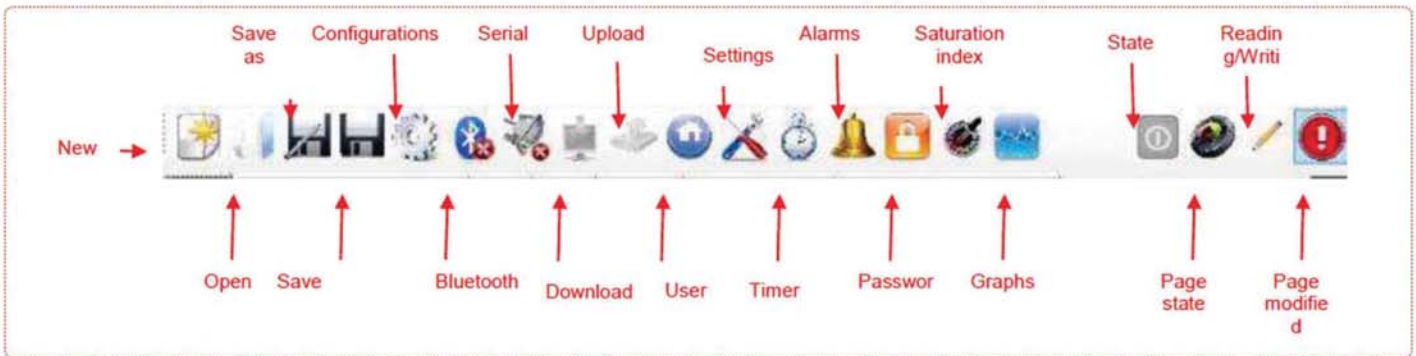 Save
as
Configurations
Serial
Upload
Settings
Alarms
Saturation
index
State
Readin
g/Writi
New
Open
Save
Bluetooth
Download
User
Timer
Passwor
Graphs
Page
state
Page
modifie
d